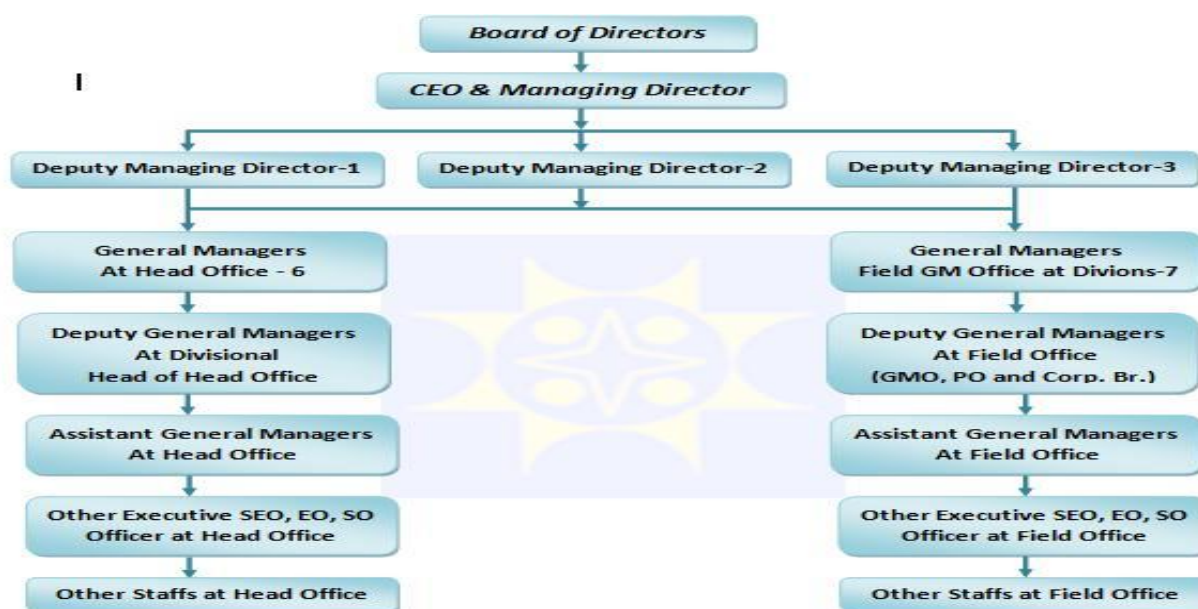 Board of Directors
I
CEO & Managing Director
Deputy Managing Director-1
Deputy Managing Director-2
Deputy Managing Director-3
General Managers
At Head Office - 6
General Managers
Field GM Office at Divions-7
Deputy General Managers
At Divisional
Head of Head Office
Deputy General Managers
At Field Office
(GMO, PO and Corp. Br.)
Assistant General Managers
At Head Office
Assistant General Managers
At Field Office
Other Executive SEO, EO, SO
Officer at Head Office
Other Executive SEO, EO, SO
Officer at Field Office
Other Staffs at Head Office
Other Staffs at Field Office